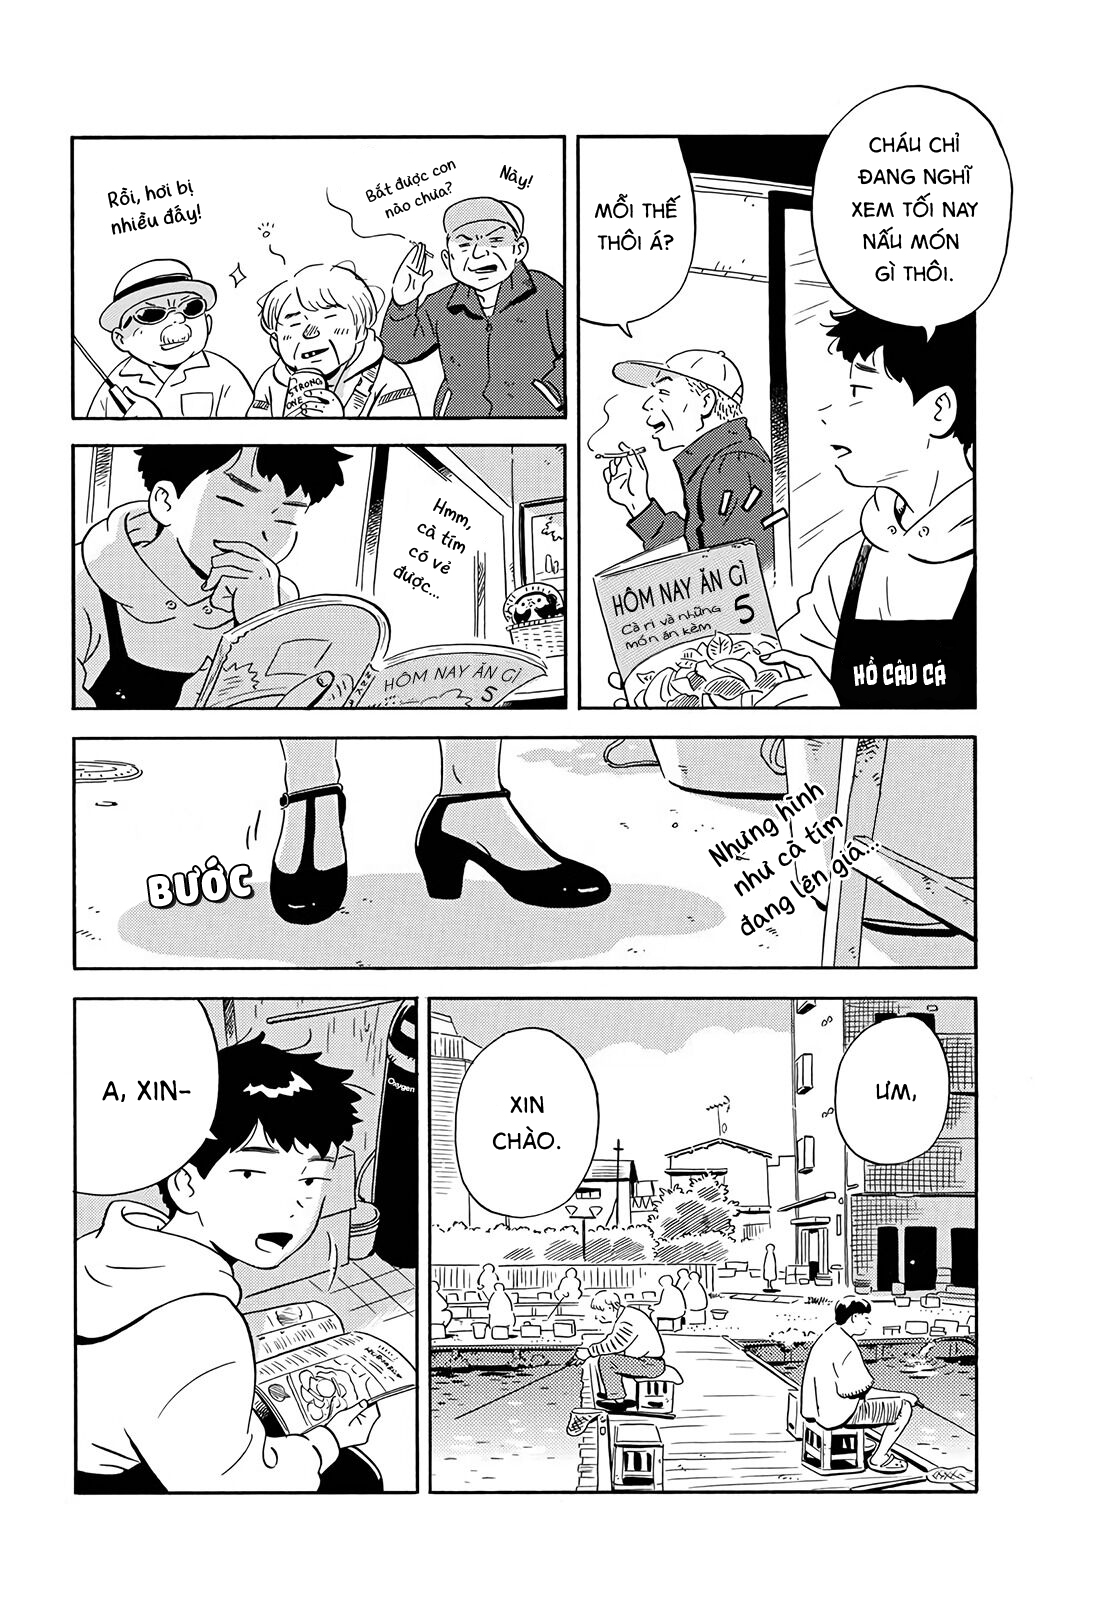 CHÁU CHỈ
ĐANG NGHĨ
XEM TỐI NAY
NẤU MÓN
GÌ THÔI.
MỖI THẾ
THÔI Á?
HÔM NAY ĂN GÌ
Cà ri và những
món ăn kèm
5
HỒ CÂU CÁ
Này!
Bắt được con
nào chưa?
Rồi, hơi bị
nhiều đấy!
STRONG
ONE
Hmm,
cà tím
có vẻ
được...
HÔM NAY ĂN GÌ
5
Nhưng hình
như cà tím
đang lên giá...
BƯỚC
ƯM,
XIN
CHÀO.
A, XIN-
Oxygen